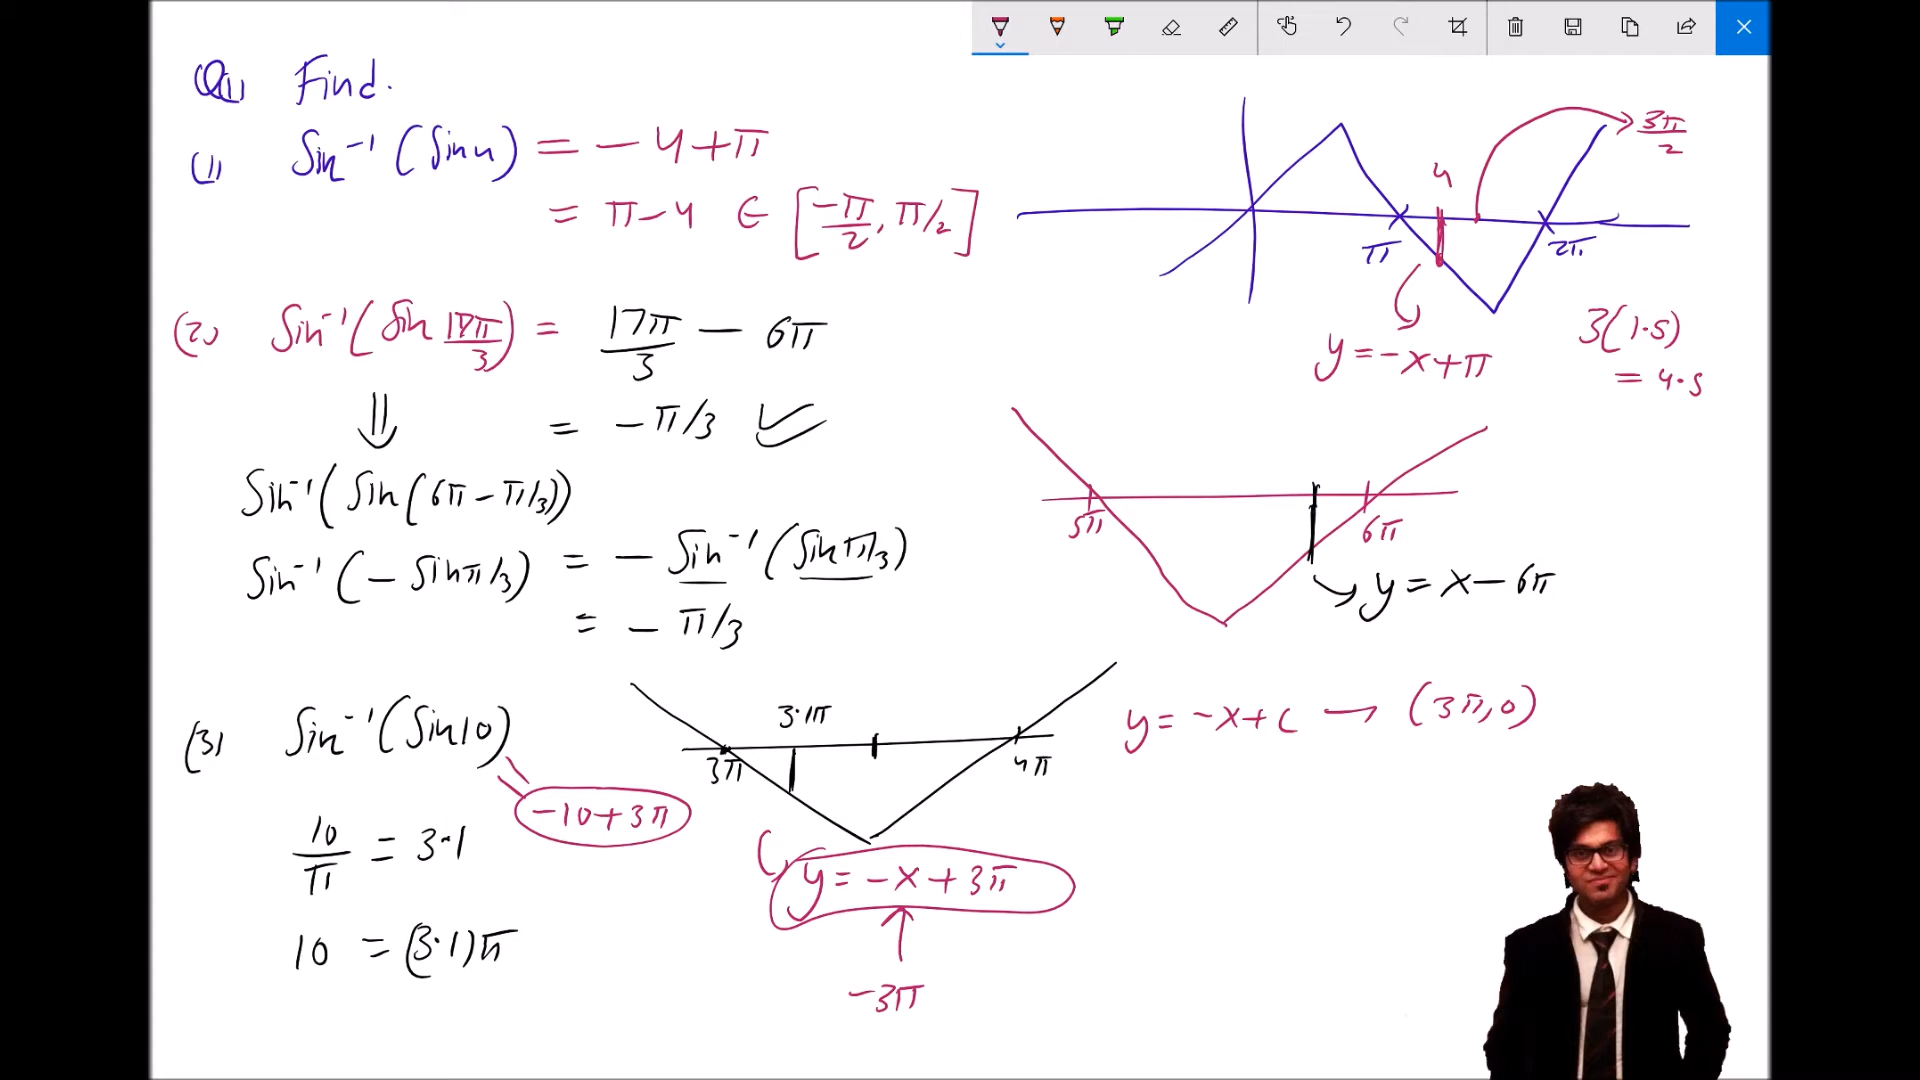 Q1) Find.
(1) Sin⁻¹(Sin4) = -4+π
= π-4 ∈ [-π/2, π/2]
4
3π/2
π
2π
y = -x+π
3(1.5)
= 4.5
(2) Sin⁻¹(Sin 17π/3) = 17π/3 - 6π
= -π/3
Sin⁻¹(Sin(6π-π/3))
Sin⁻¹(-Sinπ/3) = -Sin⁻¹(Sinπ/3)
= -π/3
5π
6π
y = x-6π
(3) Sin⁻¹(Sin10)
-10+3π
10/π = 3.1
10 = (3.1)π
3.1π
3π
4π
y = -x+3π
-3π
y = -x+c → (3π,0)